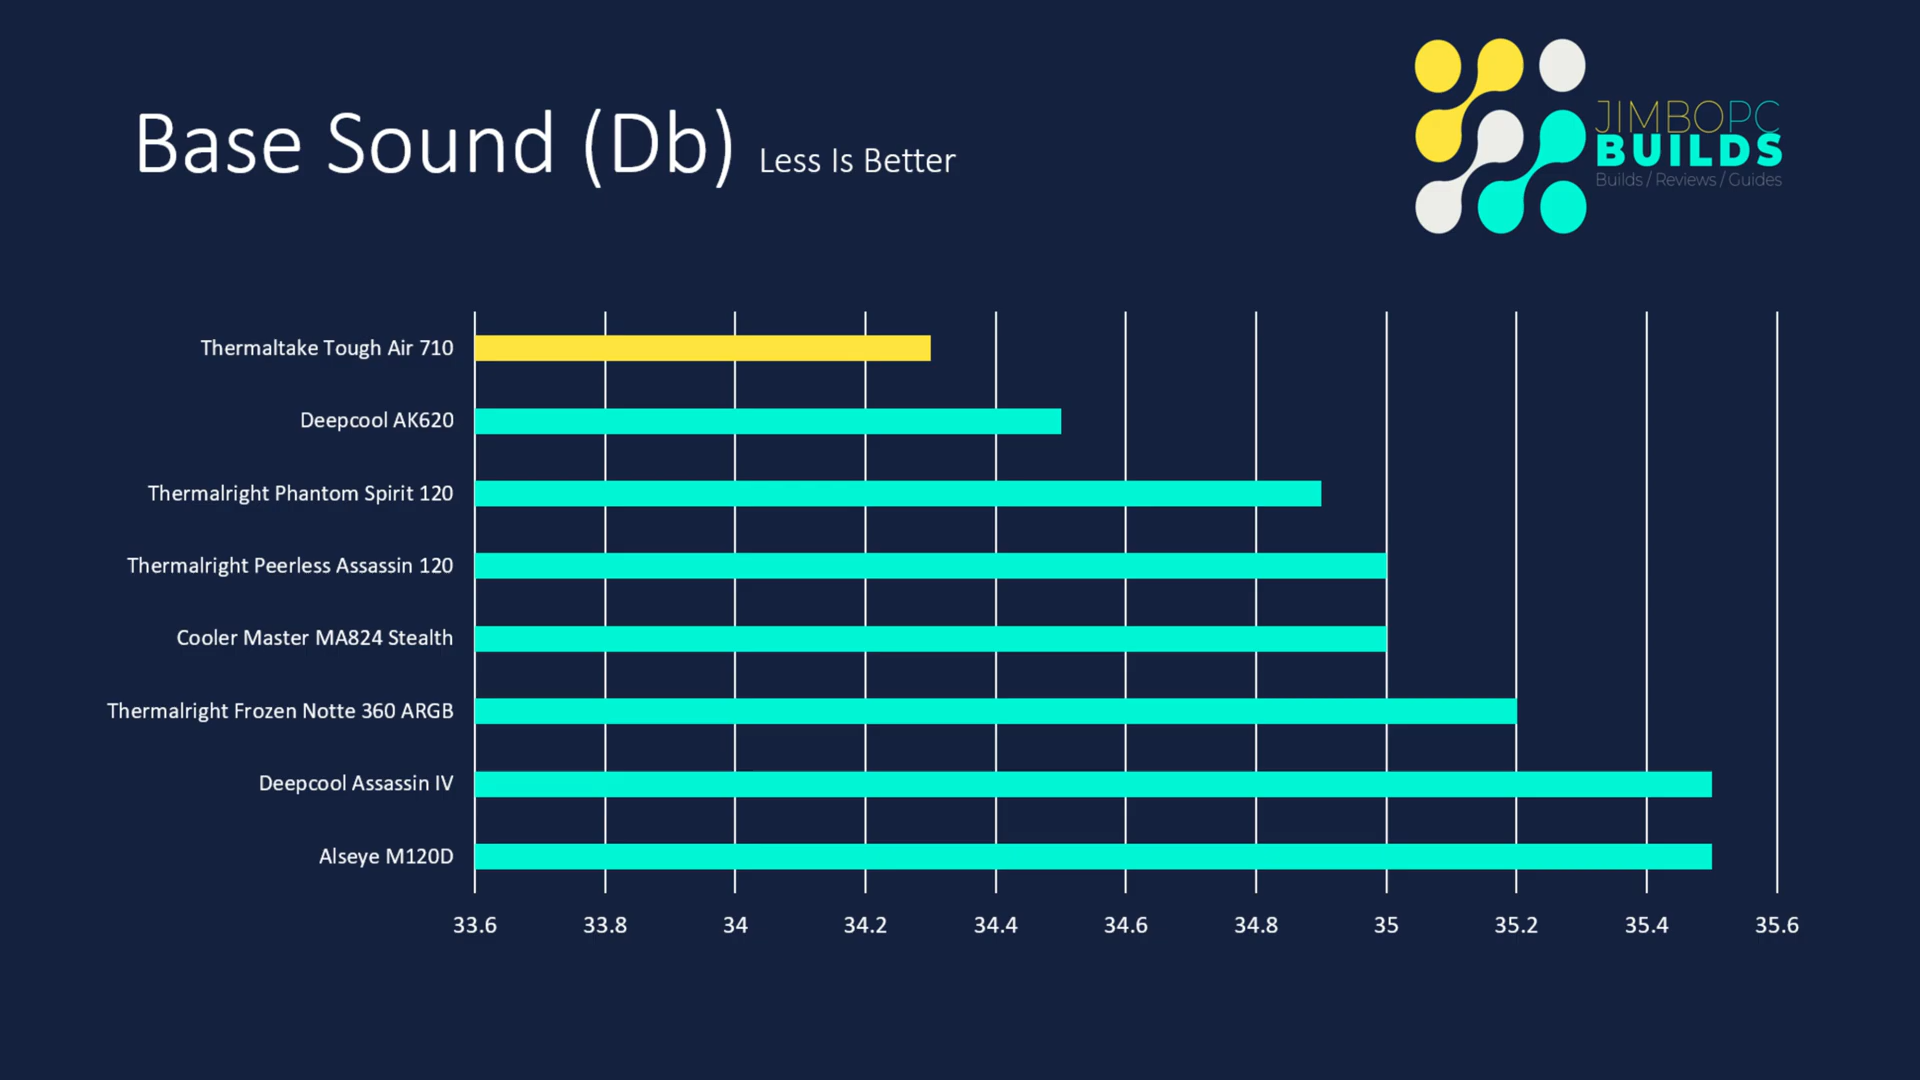 Base Sound (Db) Less Is Better
JIMBOPC
BUILDS
Builds / Reviews / Guides
Thermaltake Tough Air 710
Deepcool AK620
Thermalright Phantom Spirit 120
Thermalright Peerless Assassin 120
Cooler Master MA824 Stealth
Thermalright Frozen Notte 360 ARGB
Deepcool Assassin IV
Alseye M120D
33.6 33.8 34 34.2 34.4 34.6 34.8 35 35.2 35.4 35.6